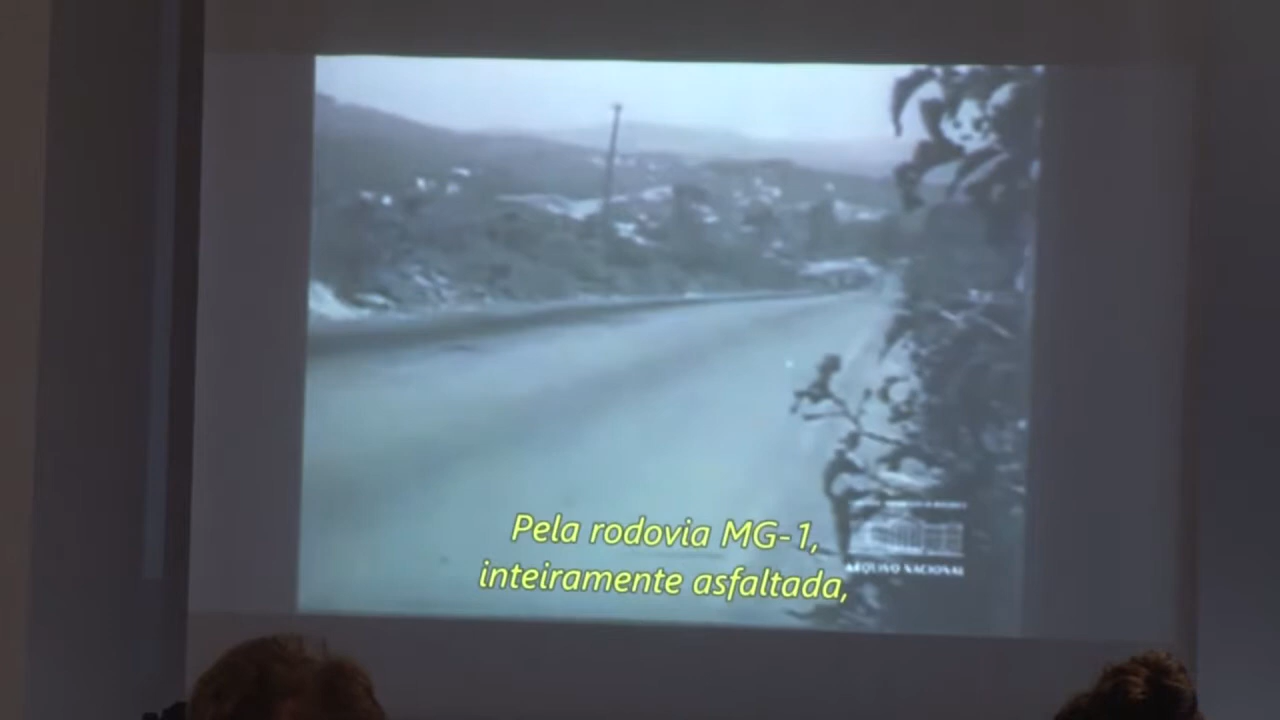 Pela rodovia MG-1,
inteiramente asfaltada,
ARQUIVO NACIONAL